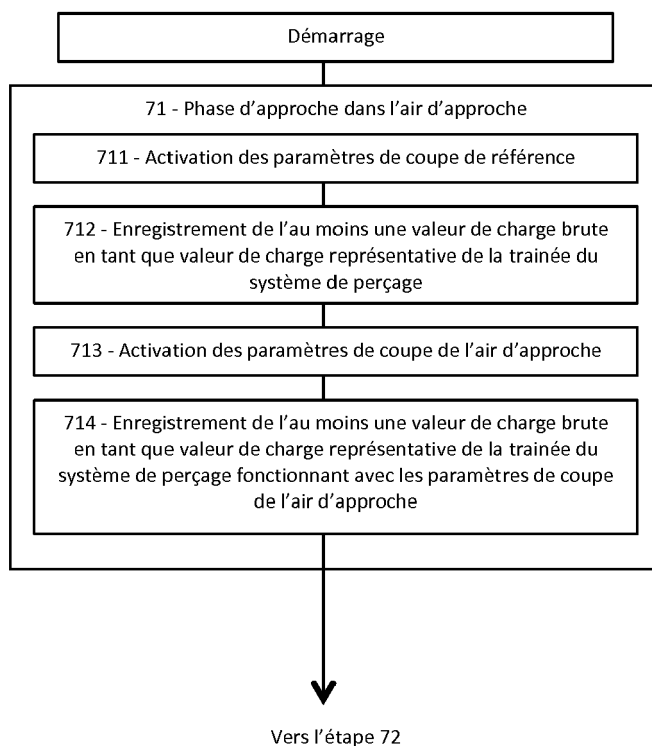 Démarrage
71 - Phase d'approche dans l'air d'approche
711 - Activation des paramètres de coupe de référence
712 - Enregistrement de l'au moins une valeur de charge brute
en tant que valeur de charge représentative de la trainée du
système de perçage
713 - Activation des paramètres de coupe de l'air d'approche
714 - Enregistrement de l'au moins une valeur de charge brute
en tant que valeur de charge représentative de la trainée du
système de perçage fonctionnant avec les paramètres de coupe
de l'air d'approche
Vers l'étape 72